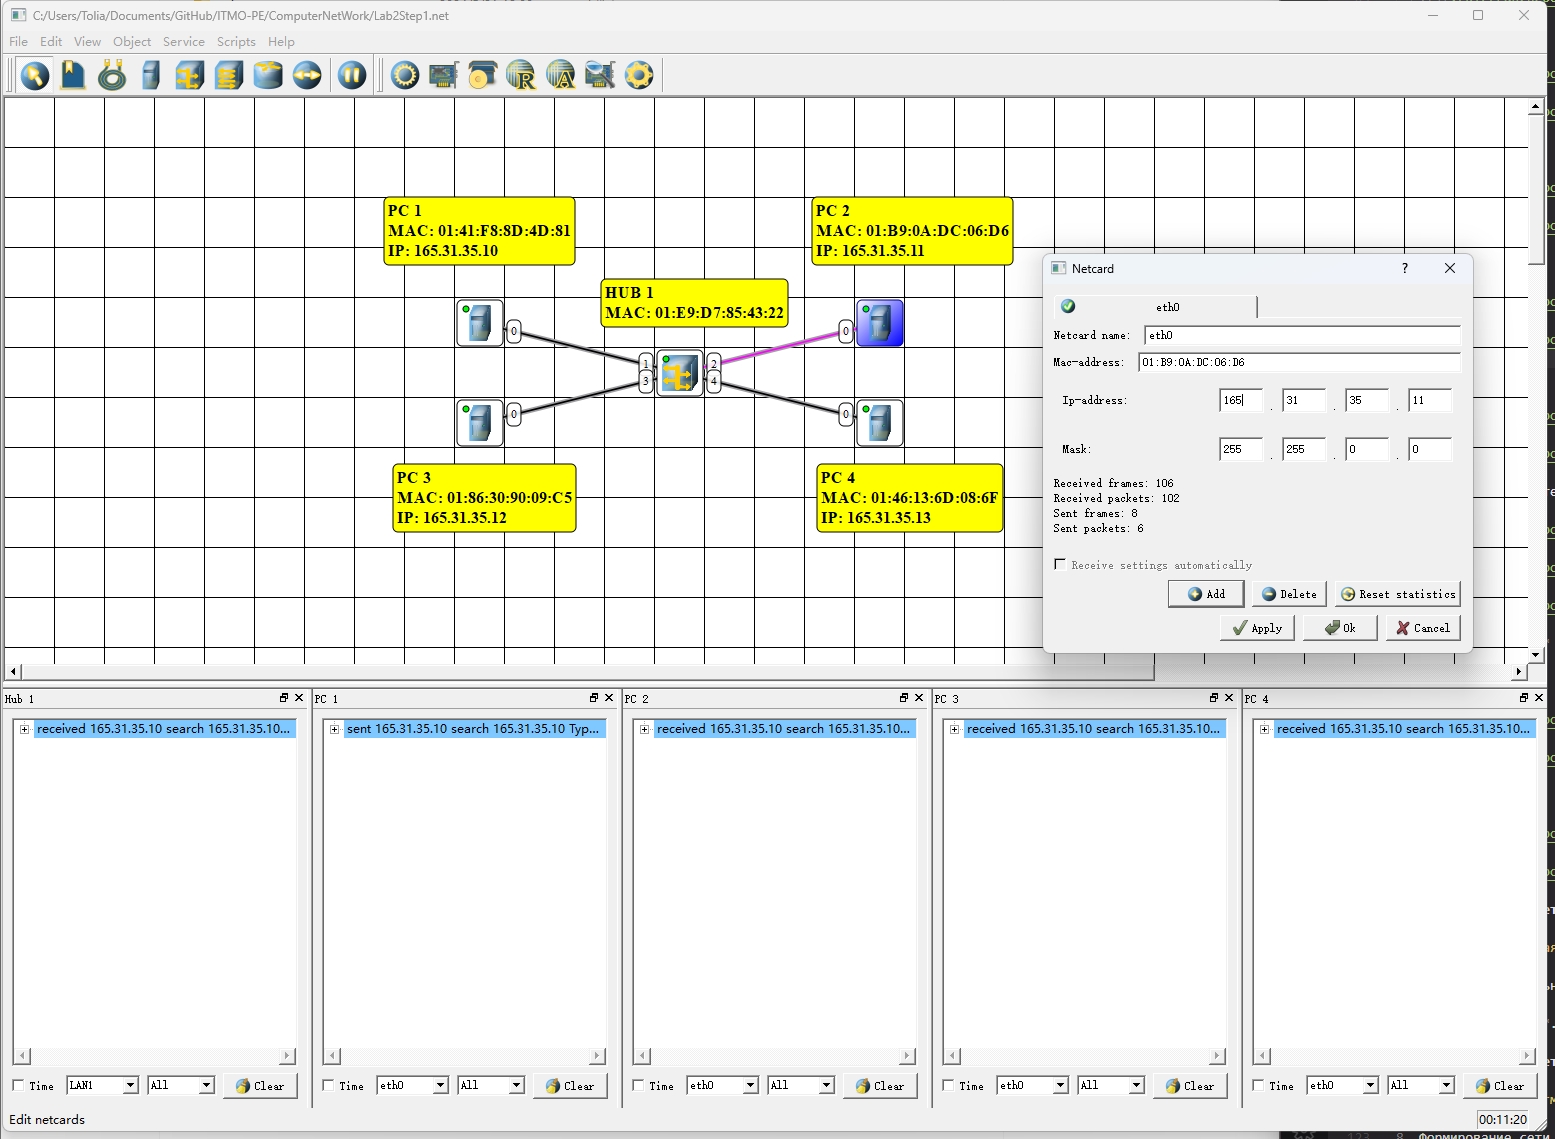 C:/Users/Tolia/Documents/GitHub/ITMO-PE/ComputerNetWork/Lab2Step1.net
File Edit View Object Service Scripts Help
PC 1
MAC: 01:41:F8:8D:4D:81
IP: 165.31.35.10
PC 2
MAC: 01:B9:0A:DC:06:D6
IP: 165.31.35.11
HUB 1
MAC: 01:E9:D7:85:43:22
0
0
1
2
3
4
0
0
PC 3
MAC: 01:86:30:90:09:C5
IP: 165.31.35.12
PC 4
MAC: 01:46:13:6D:08:6F
IP: 165.31.35.13
Netcard
?
eth0
Netcard name: eth0
Mac-address: 01:B9:0A:DC:06:D6
Ip-address: 165 . 31 . 35 . 11
Mask: 255 . 255 . 0 . 0
Received frames: 106
Received packets: 102
Sent frames: 8
Sent packets: 6
Receive settings automatically
Add Delete Reset statistics
Apply Ok Cancel
Hub 1
received 165.31.35.10 search 165.31.35.10...
Time LAN1 All Clear
PC 1
sent 165.31.35.10 search 165.31.35.10 Typ...
Time eth0 All Clear
PC 2
received 165.31.35.10 search 165.31.35.10...
Time eth0 All Clear
PC 3
received 165.31.35.10 search 165.31.35.10...
Time eth0 All Clear
PC 4
received 165.31.35.10 search 165.31.35.10...
Time eth0 All Clear
Edit netcards
00:11:20